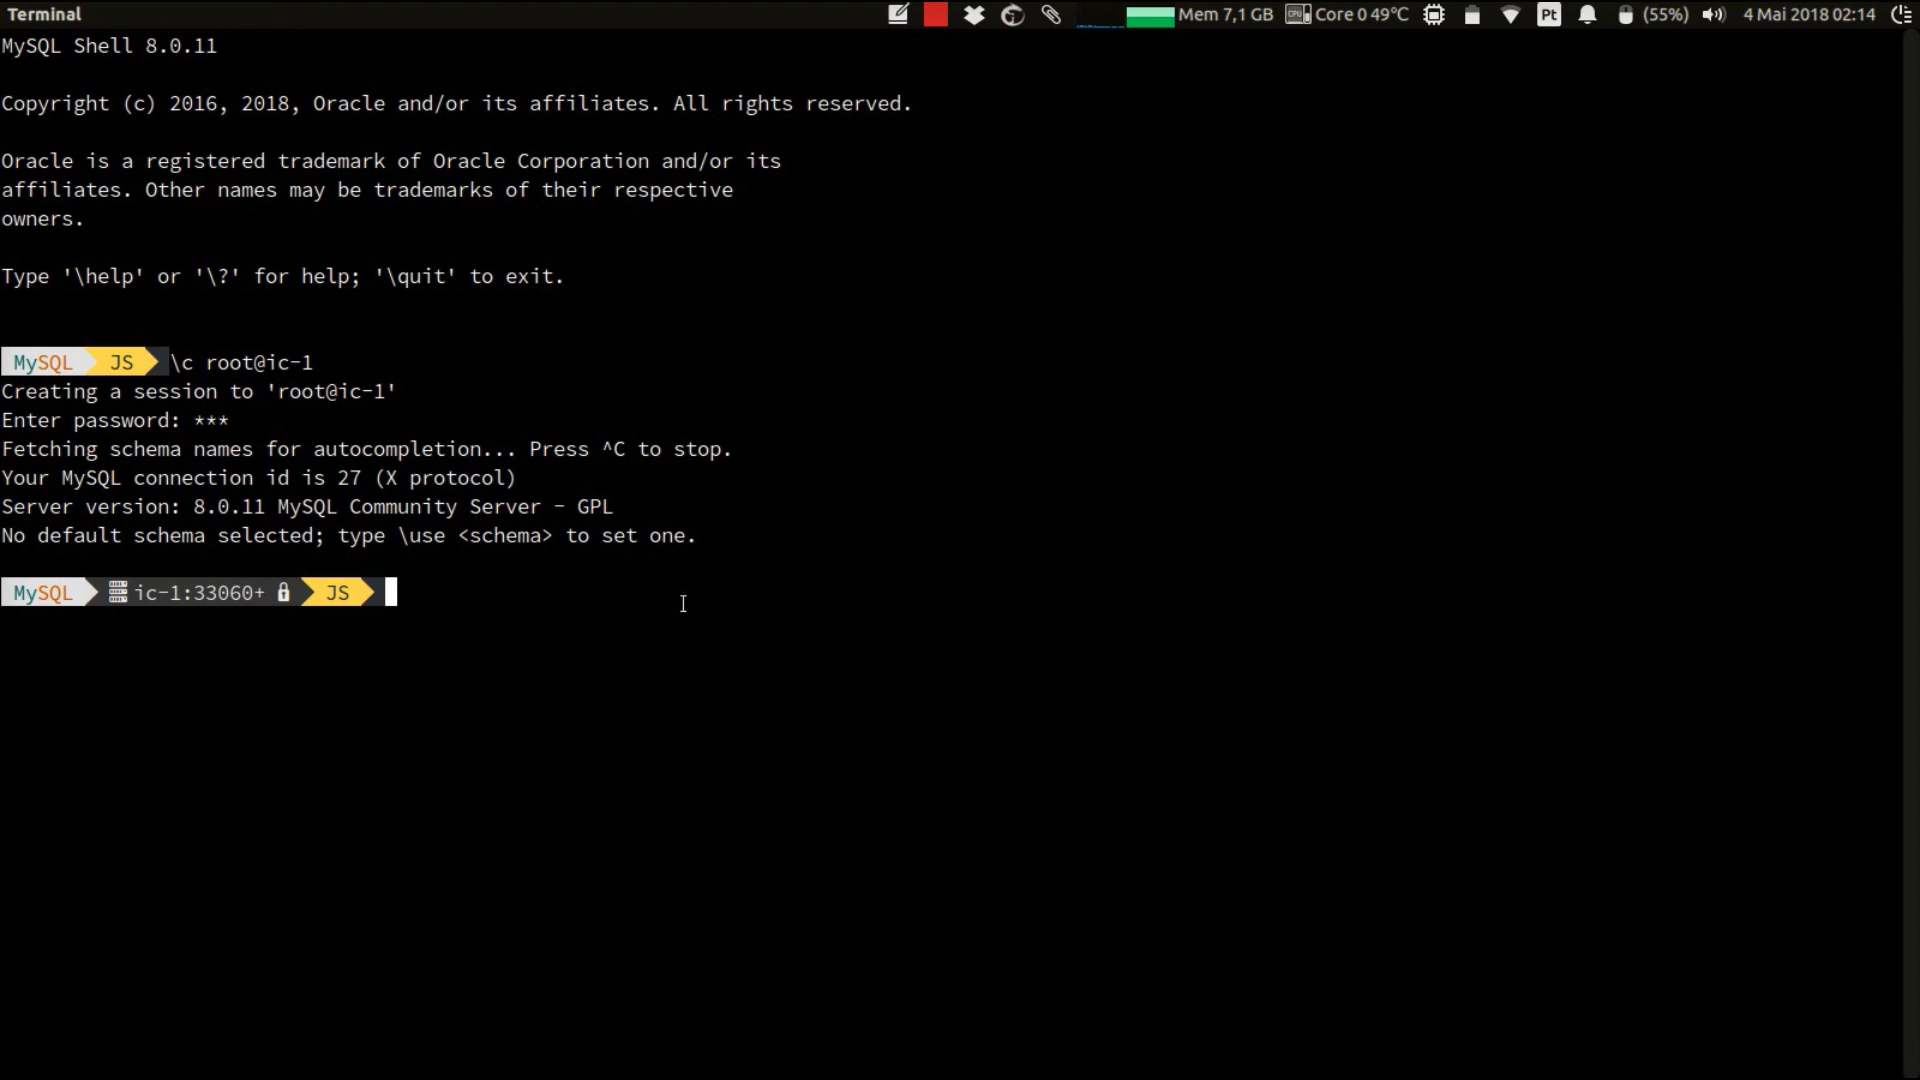 Terminal
Mem 7,1 GB Core 0 49°C Pt (55%) 4 Mai 2018 02:14
MySQL Shell 8.0.11
Copyright (c) 2016, 2018, Oracle and/or its affiliates. All rights reserved.
Oracle is a registered trademark of Oracle Corporation and/or its
affiliates. Other names may be trademarks of their respective
owners.
Type '\help' or '\?' for help; '\quit' to exit.
MySQL JS \c root@ic-1
Creating a session to 'root@ic-1'
Enter password: ***
Fetching schema names for autocompletion... Press ^C to stop.
Your MySQL connection id is 27 (X protocol)
Server version: 8.0.11 MySQL Community Server - GPL
No default schema selected; type \use <schema> to set one.
MySQL ic-1:33060+ JS